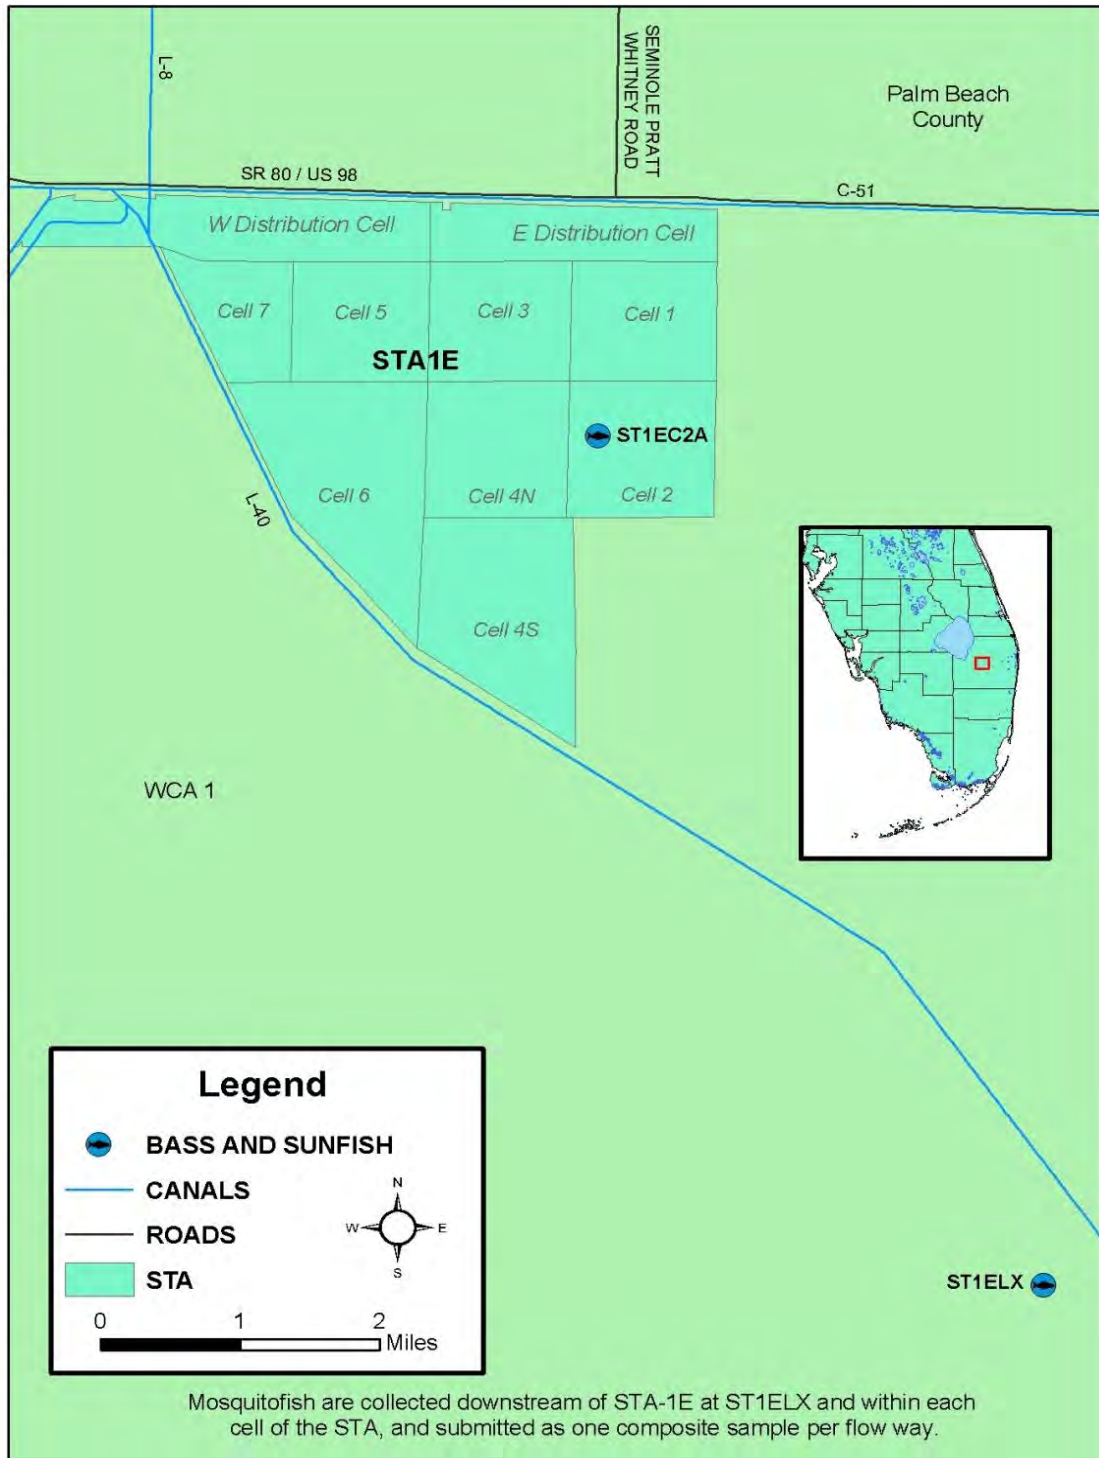 L-8
SEMINOLE PRATT
WHITNEY ROAD
Palm Beach
County
SR 80 / US 98
C-51
W Distribution Cell
E Distribution Cell
Cell 7
Cell 5
Cell 3
Cell 1
STA1E
ST1EC2A
Cell 6
Cell 4N
Cell 2
L-40
Cell 4S
WCA 1
Legend
BASS AND SUNFISH
CANALS
ROADS
STA
N
W
E
S
0 1 2
Miles
ST1ELX
Mosquitofish are collected downstream of STA-1E at ST1ELX and within each
cell of the STA, and submitted as one composite sample per flow way.